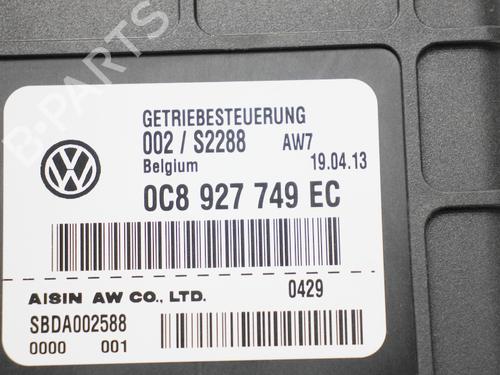 GETRIEBESTEUERUNG
002 / S2288 AW7
Belgium 19.04.13
0C8 927 749 EC
AISIN AW CO., LTD. 0429
SBDA002588
0000 001
B-PARTS